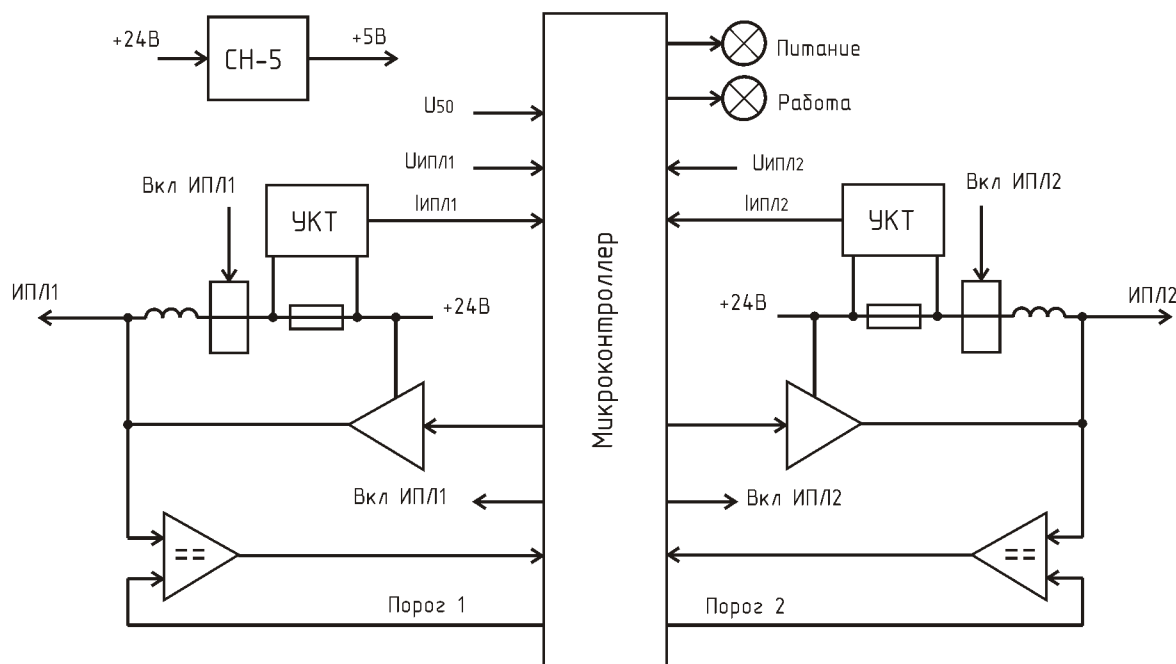 +24В
СН-5
+5В
Питание
Работа
U50
UИПЛ1
UИПЛ2
Вкл ИПЛ1
Вкл ИПЛ2
УКТ
IИПЛ1
IИПЛ2
УКТ
Микроконтроллер
ИПЛ1
+24В
+24В
ИПЛ2
Вкл ИПЛ1
Вкл ИПЛ2
==
==
Порог 1
Порог 2